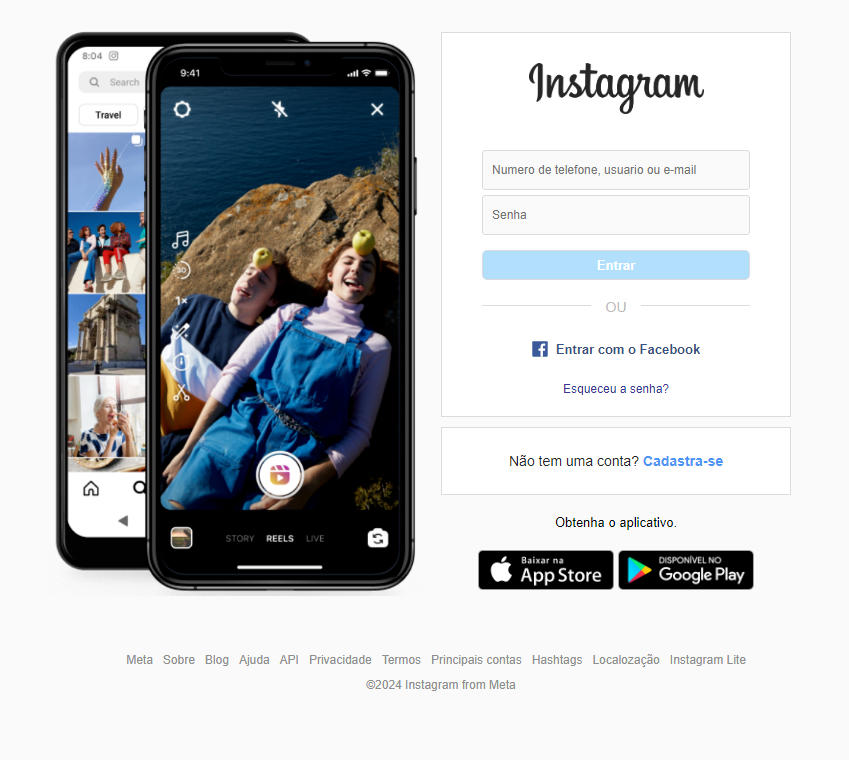 8:04
Search
Travel
9:41
30
1×
STORY REELS LIVE
Instagram
Numero de telefone, usuario ou e-mail
Senha
Entrar
OU
Entrar com o Facebook
Esqueceu a senha?
Não tem uma conta? Cadastra-se
Obtenha o aplicativo.
Baixar na
App Store
DISPONÍVEL NO
Google Play
Meta Sobre Blog Ajuda API Privacidade Termos Principais contas Hashtags Localozação Instagram Lite
©2024 Instagram from Meta